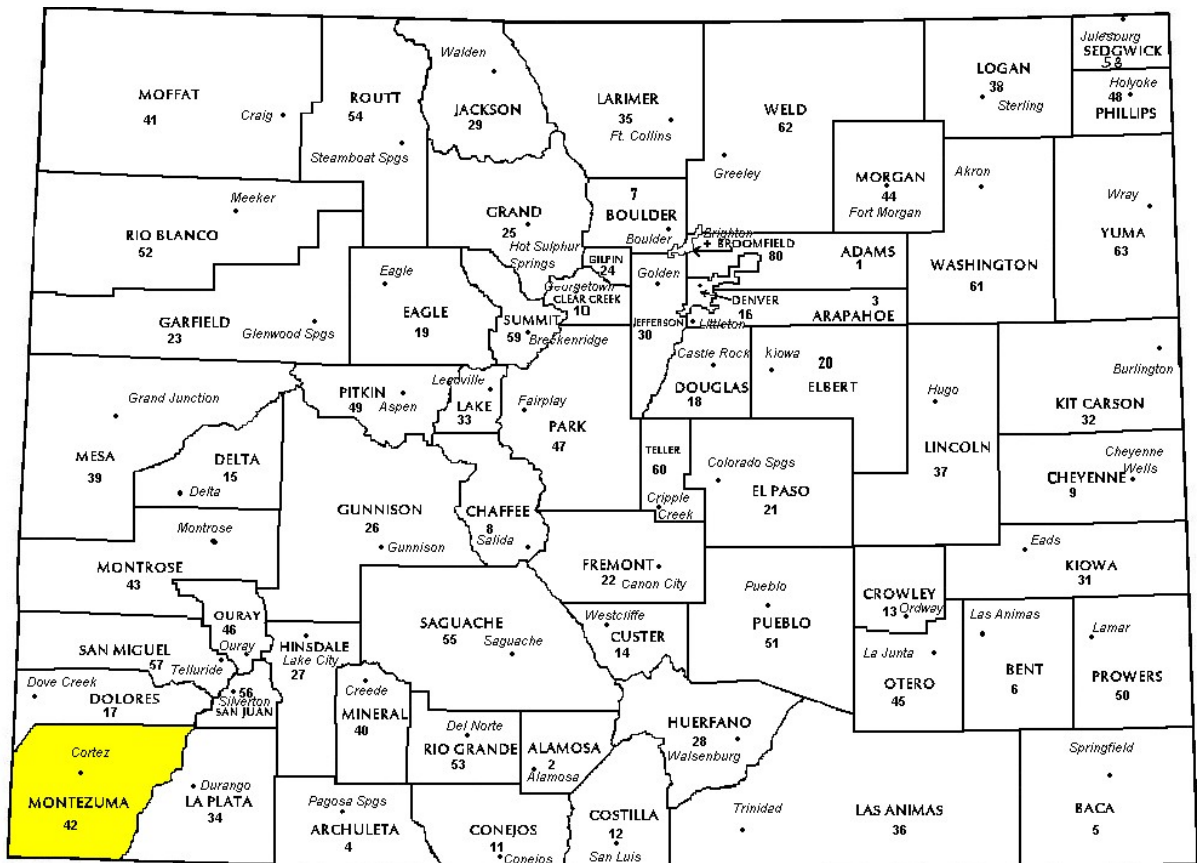 Julesburg
SEDGWICK
58
Walden
LOGAN
38
Sterling
Holyoke
48
PHILLIPS
MOFFAT
41
Craig
ROUTT
54
Steamboat Spgs
JACKSON
29
LARIMER
35
Ft. Collins
WELD
62
Greeley
MORGAN
44
Fort Morgan
Akron
WASHINGTON
61
Wray
YUMA
63
Meeker
RIO BLANCO
52
GRAND
25
Hot Sulphur
Springs
7
BOULDER
Boulder
Brighton
+ BROOMFIELD
80
ADAMS
1
GILPIN
24
Golden
Georgetown
CLEAR CREEK
10
DENVER
16
3
ARAPAHOE
Littleton
JEFFERSON
30
Eagle
EAGLE
19
SUMMIT
59
Breckenridge
GARFIELD
23
Glenwood Spgs
Castle Rock
DOUGLAS
18
kiowa
20
ELBERT
Hugo
LINCOLN
37
Burlington
KIT CARSON
32
Grand Junction
MESA
39
PITKIN
49
Aspen
Leadville
LAKE
33
Fairplay
PARK
47
TELLER
60
Cripple
Creek
Colorado Spgs
EL PASO
21
Cheyenne
Wells
CHEYENNE
9
DELTA
15
Delta
GUNNISON
26
Gunnison
CHAFFEE
8
Salida
Montrose
MONTROSE
43
FREMONT
22
Canon City
Eads
KIOWA
31
Pueblo
PUEBLO
51
CROWLEY
13
Ordway
OURAY
46
Ouray
HINSDALE
Lake City
27
SAGUACHE
55
Saguache
Westcliffe
CUSTER
14
La Junta
OTERO
45
Las Animas
BENT
6
Lamar
PROWERS
50
SAN MIGUEL
57
Telluride
Dove Creek
DOLORES
17
56
Silverton
SAN JUAN
Creede
MINERAL
40
Del Norte
RIO GRANDE
53
ALAMOSA
2
Alamosa
HUERFANO
28
Walsenburg
Cortez
MONTEZUMA
42
Durango
LA PLATA
34
Pagosa Spgs
ARCHULETA
4
CONEJOS
11
Conejos
COSTILLA
12
San Luis
Trinidad
LAS ANIMAS
36
Springfield
BACA
5